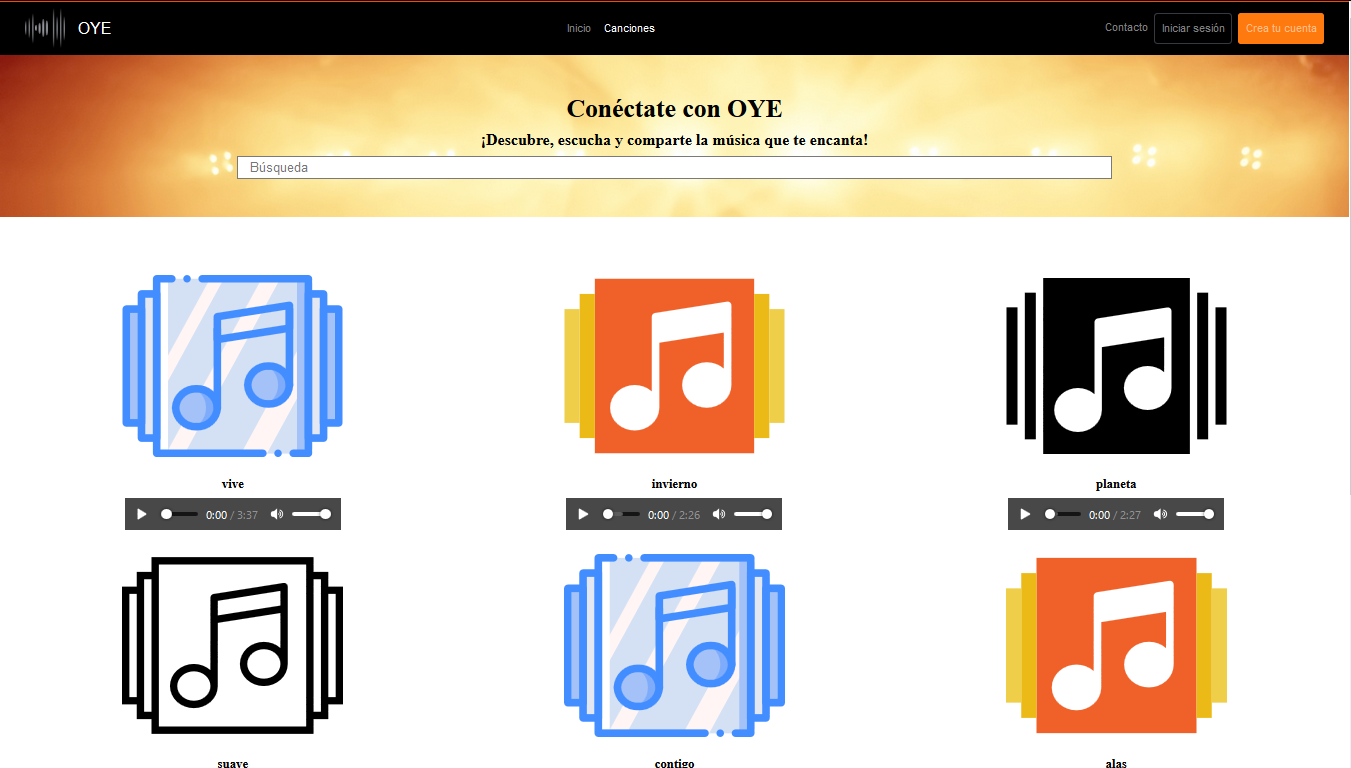 OYE
Inicio Canciones
Contacto Iniciar sesión Crea tu cuenta
Conéctate con OYE
¡Descubre, escucha y comparte la música que te encanta!
Búsqueda
vive invierno planeta
0:00 / 3:37 0:00 / 2:26 0:00 / 2:27
suave contigo alas